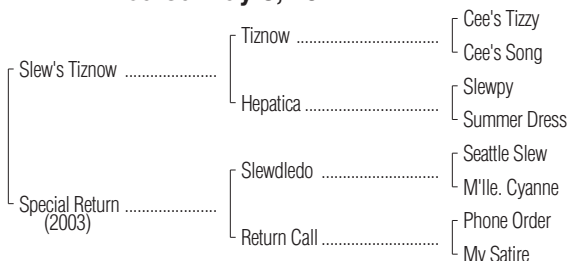 Cee's Tizzy
Tiznow
Cee's Song
Slew's Tiznow
Slewpy
Hepatica
Summer Dress
Seattle Slew
Slewdledo
M'lle. Cyanne
Special Return
(2003)
Phone Order
Return Call
My Satire